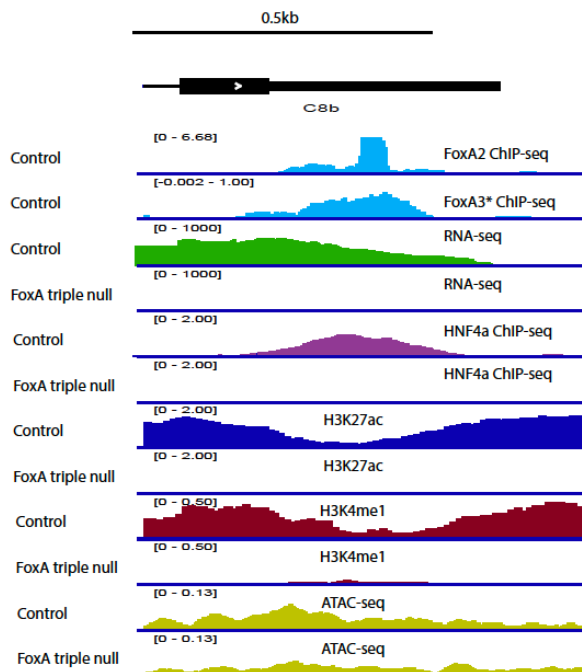 0.5kb
C8b
[0 - 6.68]
Control FoxA2 ChIP-seq
[-0.002 - 1.00]
Control FoxA3* ChIP-seq
[0 - 1000]
Control RNA-seq
[0 - 1000]
FoxA triple null RNA-seq
[0 - 2.00]
Control HNF4a ChIP-seq
[0 - 2.00]
FoxA triple null HNF4a ChIP-seq
[0 - 2.00]
Control H3K27ac
[0 - 2.00]
FoxA triple null H3K27ac
[0 - 0.50]
Control H3K4me1
[0 - 0.50]
FoxA triple null H3K4me1
[0 - 0.13]
Control ATAC-seq
[0 - 0.13]
FoxA triple null ATAC-seq